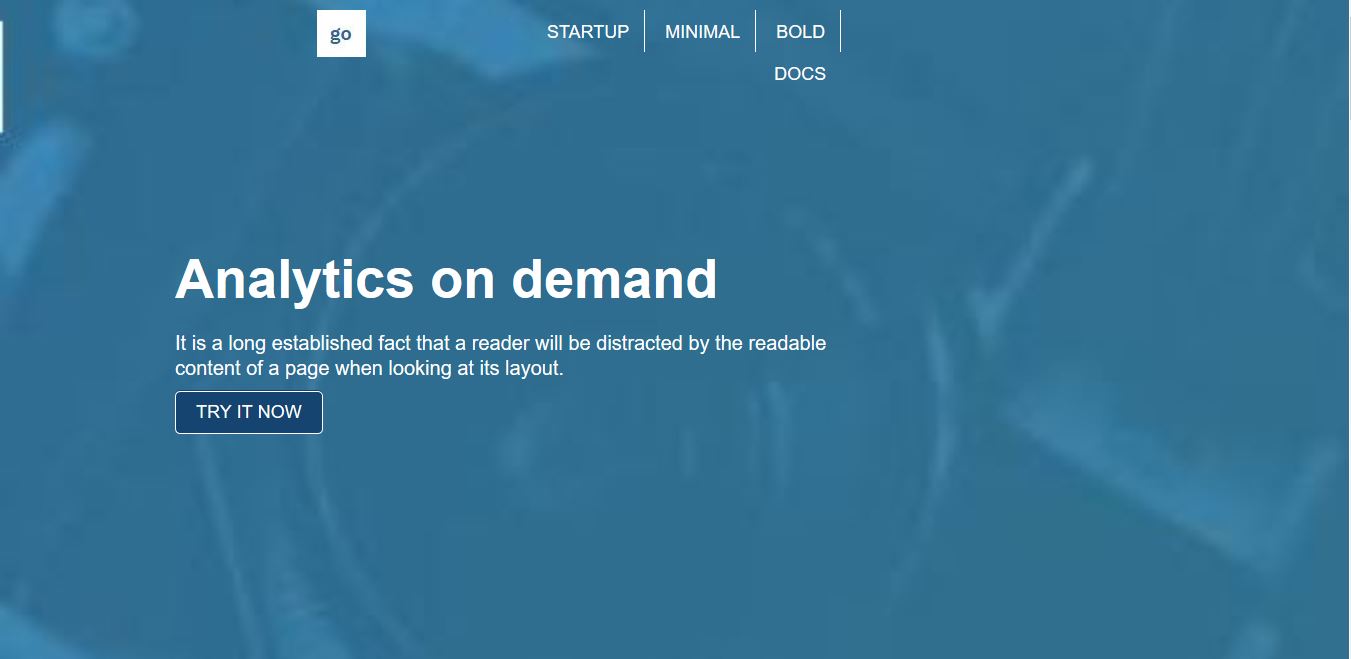 go
STARTUP MINIMAL BOLD
DOCS
Analytics on demand
It is a long established fact that a reader will be distracted by the readable
content of a page when looking at its layout.
TRY IT NOW